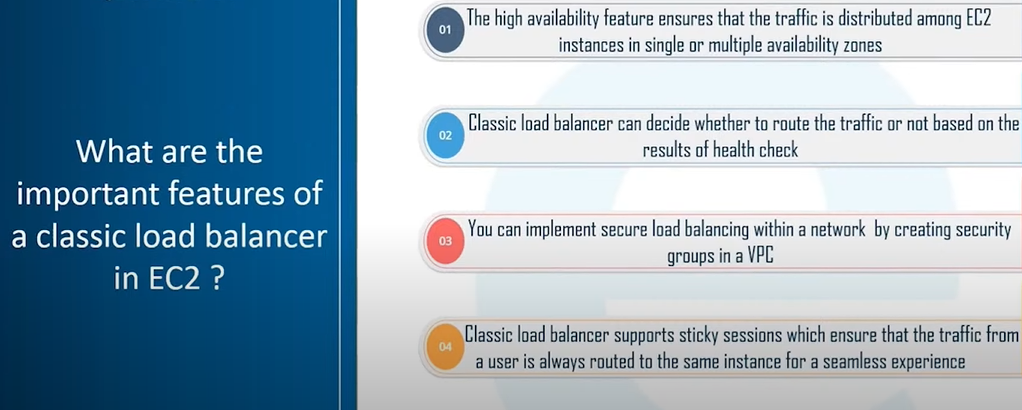 What are the
important features of
a classic load balancer
in EC2 ?
01
The high availability feature ensures that the traffic is distributed among EC2
instances in single or multiple availability zones
02
Classic load balancer can decide whether to route the traffic or not based on the
results of health check
03
You can implement secure load balancing within a network by creating security
groups in a VPC
04
Classic load balancer supports sticky sessions which ensure that the traffic from
a user is always routed to the same instance for a seamless experience